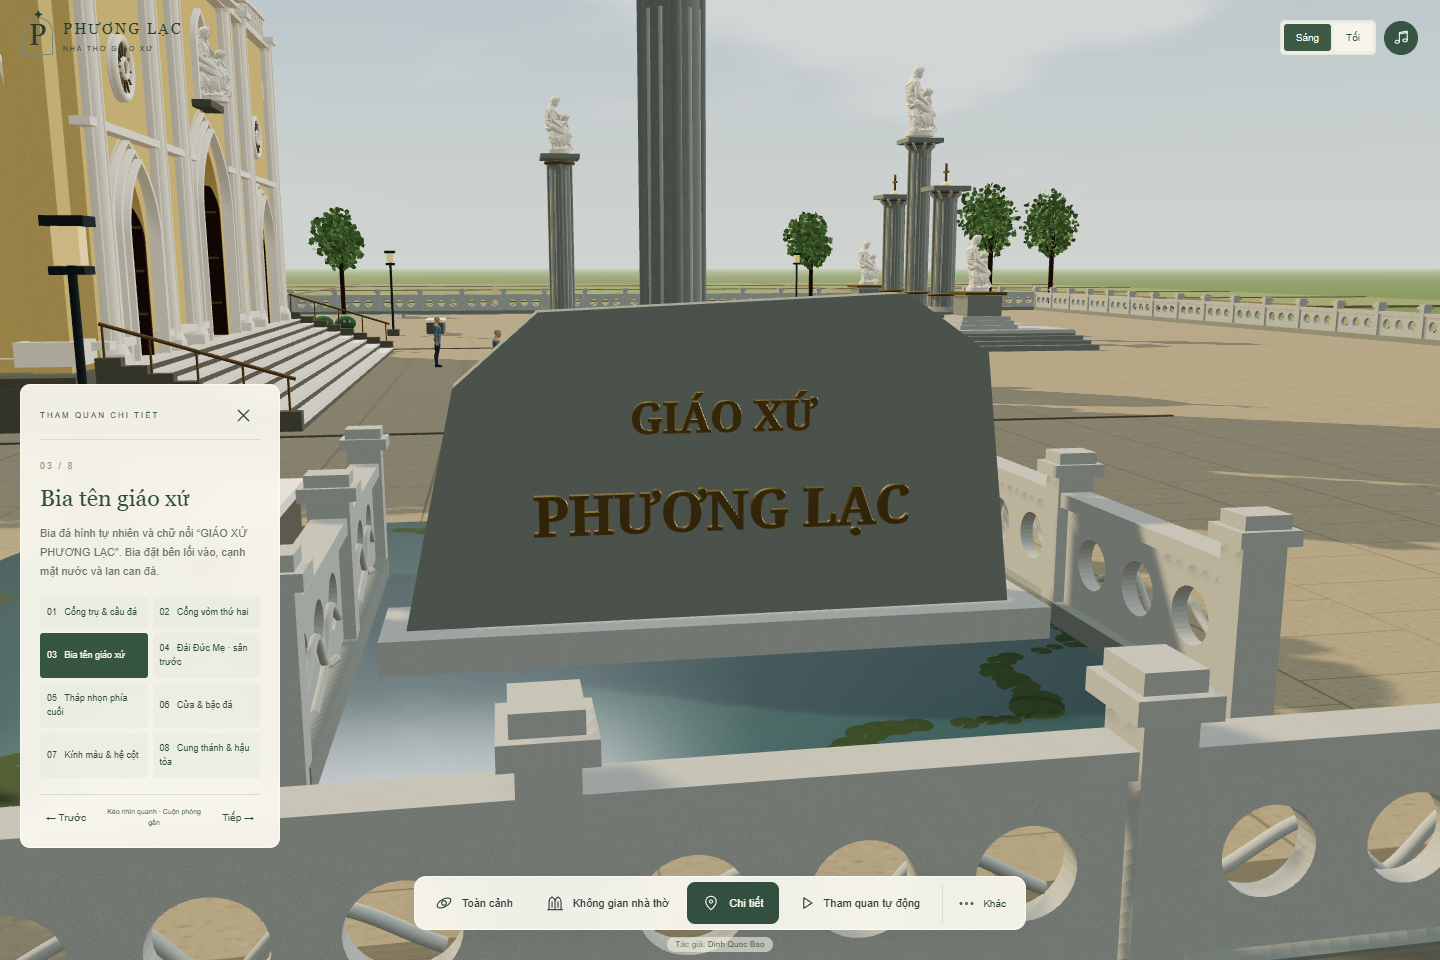 P PHƯƠNG LẠC
NHÀ THỜ GIÁO XỨ
Sáng
Tối
GIÁO XỨ
PHƯƠNG LẠC
THAM QUAN CHI TIẾT
03 / 8
Bia tên giáo xứ
Bia đá hình tự nhiên và chữ nổi “GIÁO XỨ
PHƯƠNG LẠC”. Bia đặt bên lối vào, cạnh
mặt nước và lan can đá.
01 Cổng trụ & cầu đá
02 Cổng vòm thứ hai
03 Bia tên giáo xứ
04 Đài Đức Mẹ · sân
trước
05 Tháp nhọn phía
cuối
06 Cửa & bậc đá
07 Kính màu & hệ cột
08 Cung thánh & hậu
tỏa
← Trước
Kéo nhìn quanh · Cuộn phóng
gần
Tiếp →
Toàn cảnh
Không gian nhà thờ
Chi tiết
Tham quan tự động
Khác
Tác giả: Dinh Quoc Bao